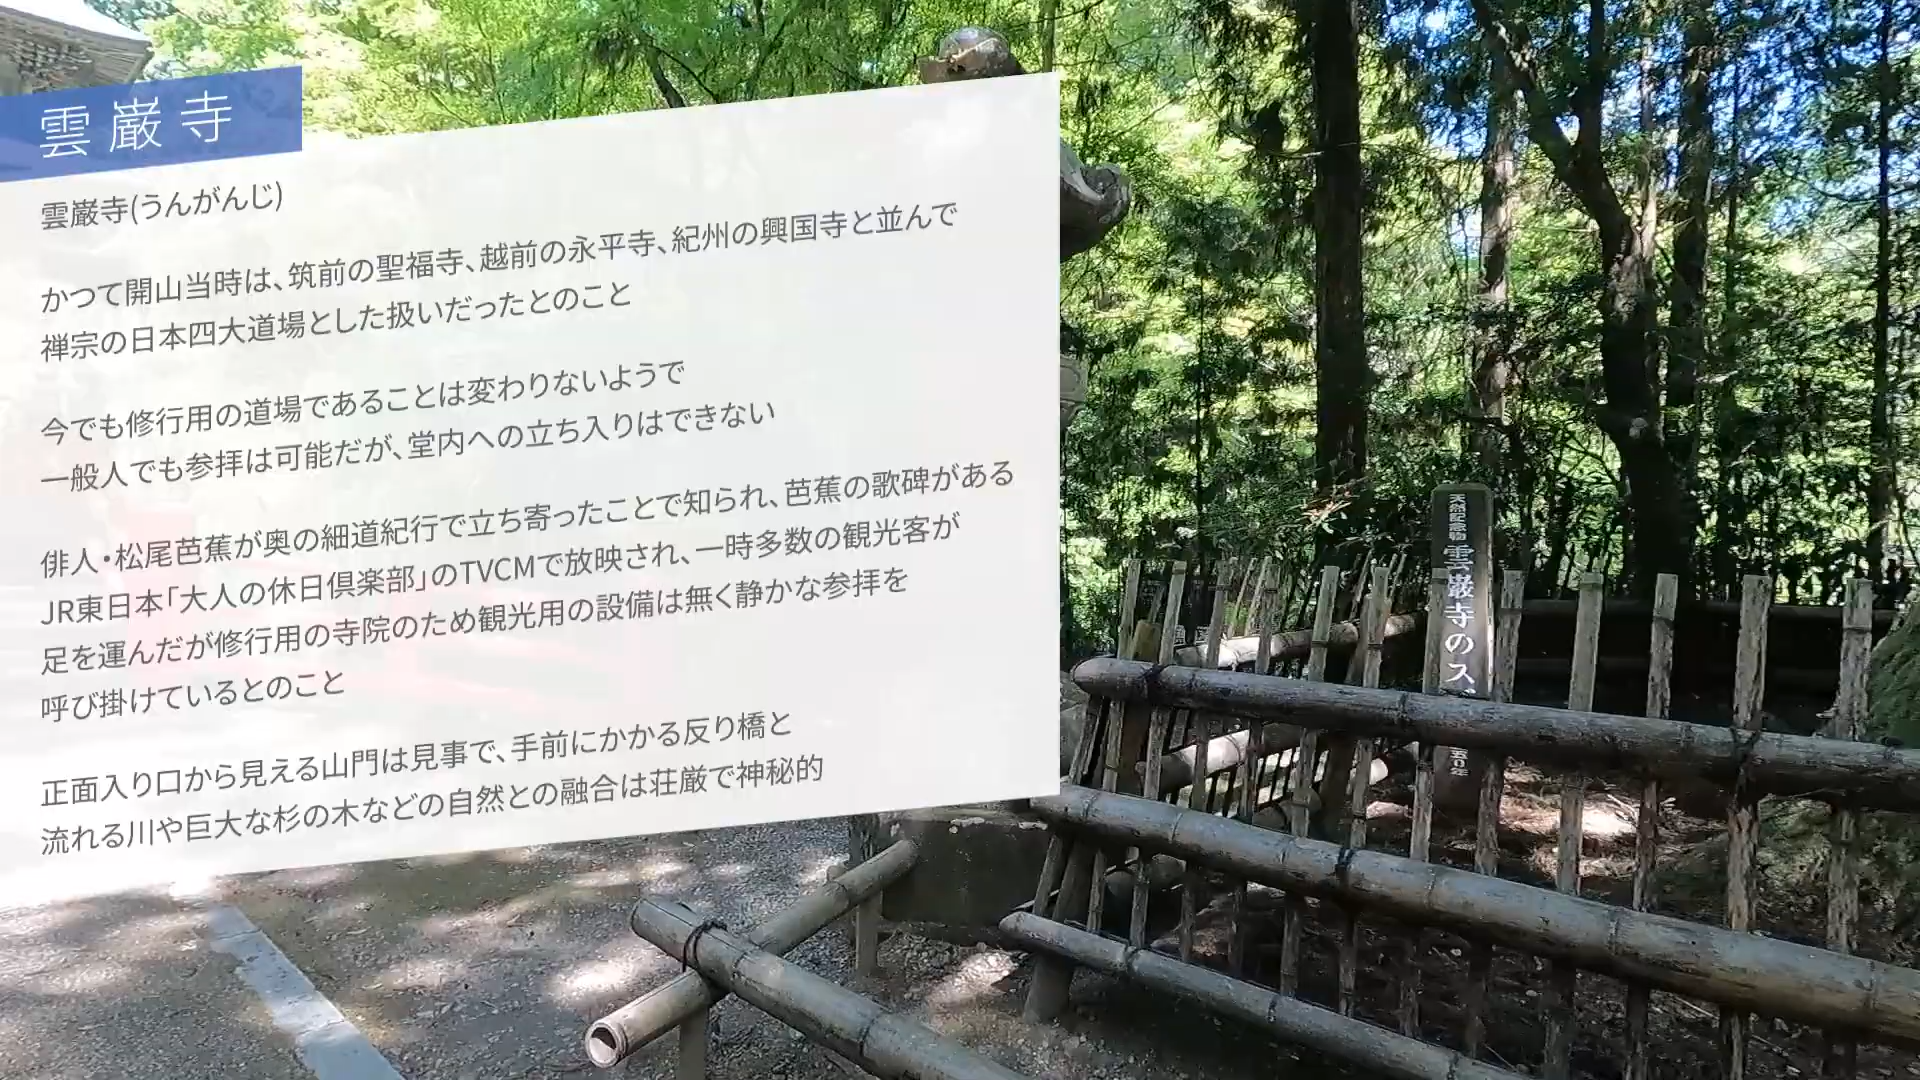 雲巌寺
雲巌寺(うんがんじ)
かつて開山当時は、筑前の聖福寺、越前の永平寺、紀州の興国寺と並んで
禅宗の日本四大道場とした扱いだったとのこと
今でも修行用の道場であることは変わりないようで
一般人でも参拝は可能だが、堂内への立ち入りはできない
俳人・松尾芭蕉が奥の細道紀行で立ち寄ったことで知られ、芭蕉の歌碑がある
JR東日本「大人の休日倶楽部」のTVCMで放映され、一時多数の観光客が
足を運んだが修行用の寺院のため観光用の設備は無く静かな参拝を
呼び掛けているとのこと
正面入り口から見える山門は見事で、手前にかかる反り橋と
流れる川や巨大な杉の木などの自然との融合は荘厳で神秘的
天然記念物
雲巌寺のス